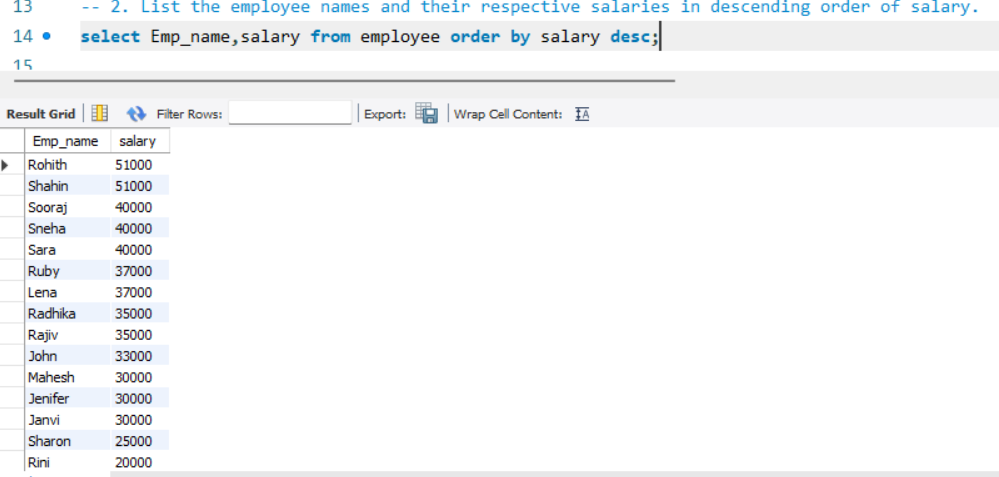 13 -- 2. List the employee names and their respective salaries in descending order of salary.
14 select Emp_name,salary from employee order by salary desc;
15
Result Grid Filter Rows: Export: Wrap Cell Content:
Emp_name salary
Rohith 51000
Shahin 51000
Sooraj 40000
Sneha 40000
Sara 40000
Ruby 37000
Lena 37000
Radhika 35000
Rajiv 35000
John 33000
Mahesh 30000
Jenifer 30000
Janvi 30000
Sharon 25000
Rini 20000